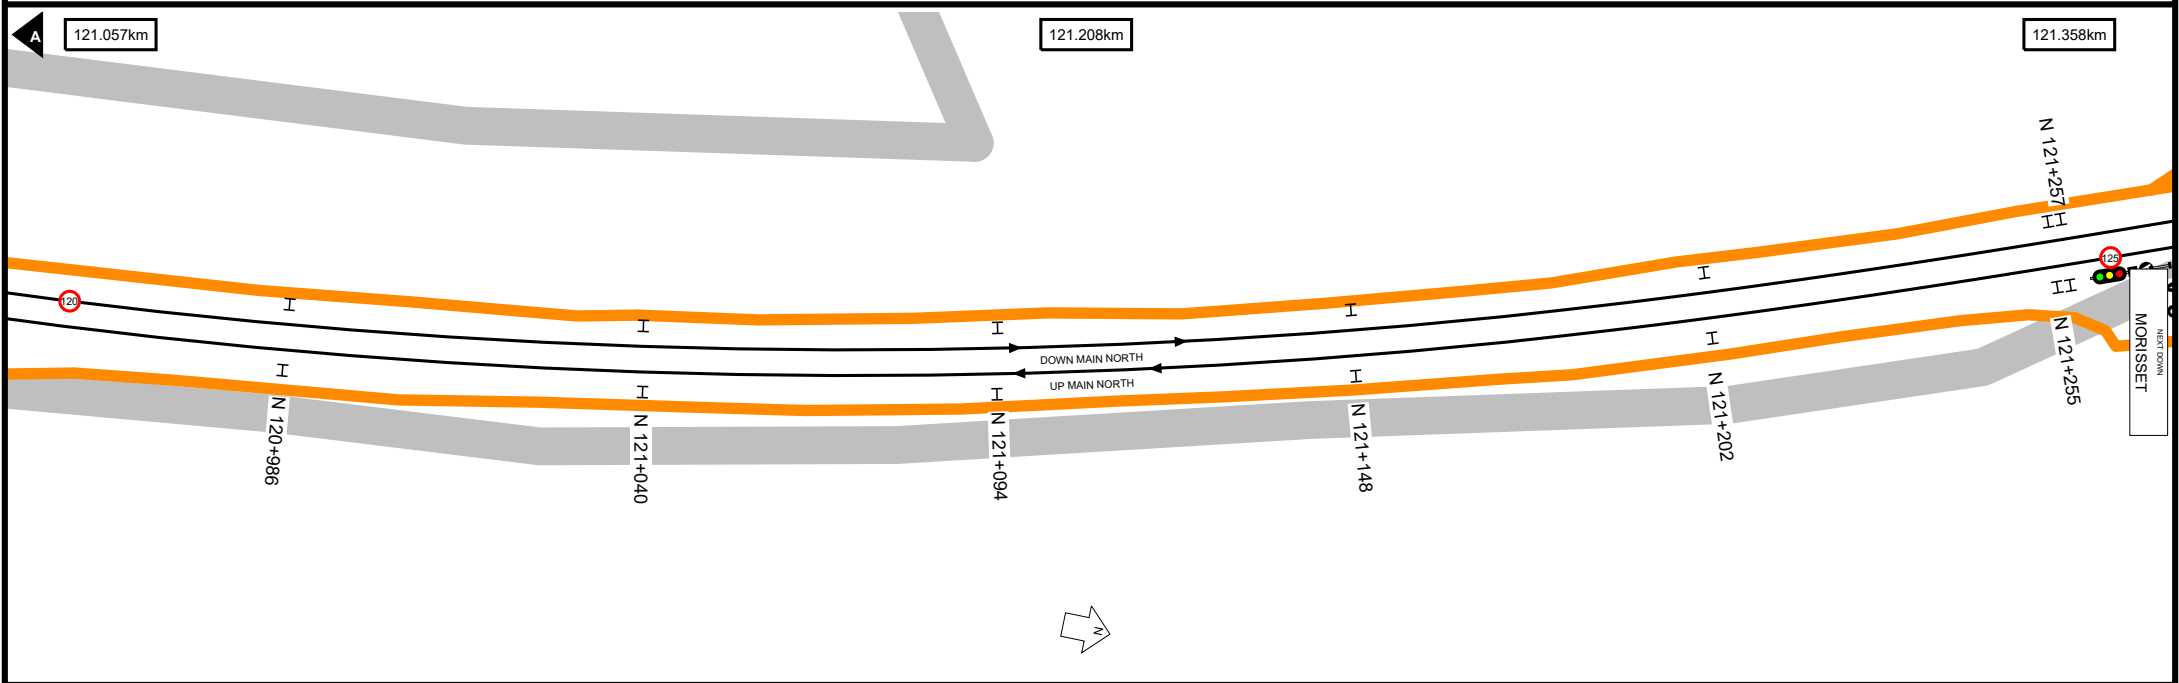 A
121.057km
121.208km
121.358km
N 121+257
120
125
DOWN MAIN NORTH
UP MAIN NORTH
N 120+986
N 121+040
N 121+094
N 121+148
N 121+202
N 121+255
NEXT DOWN
MORISSET
N